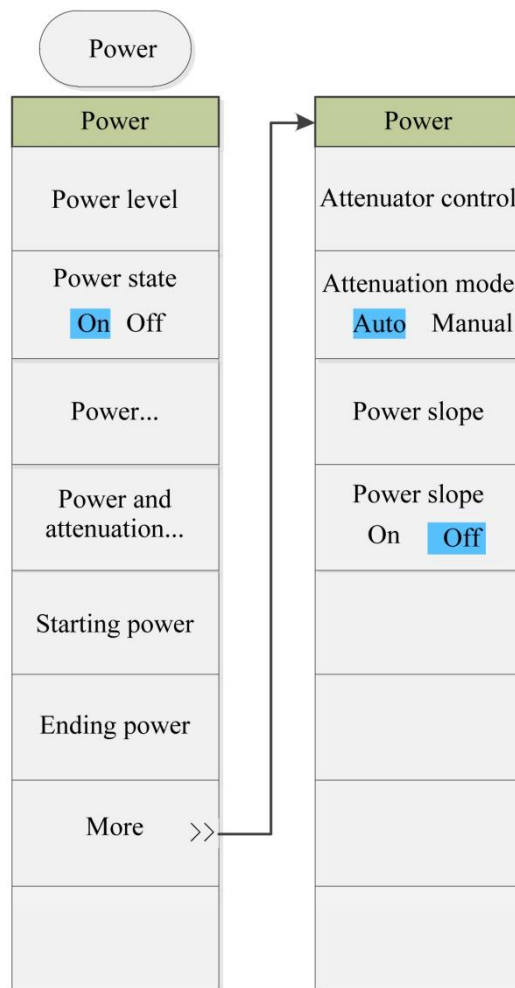 Power
Power
Power level
Power state
On Off
Power...
Power and
attenuation...
Starting power
Ending power
More >>
Power
Attenuator control
Attenuation mode
Auto Manual
Power slope
Power slope
On Off